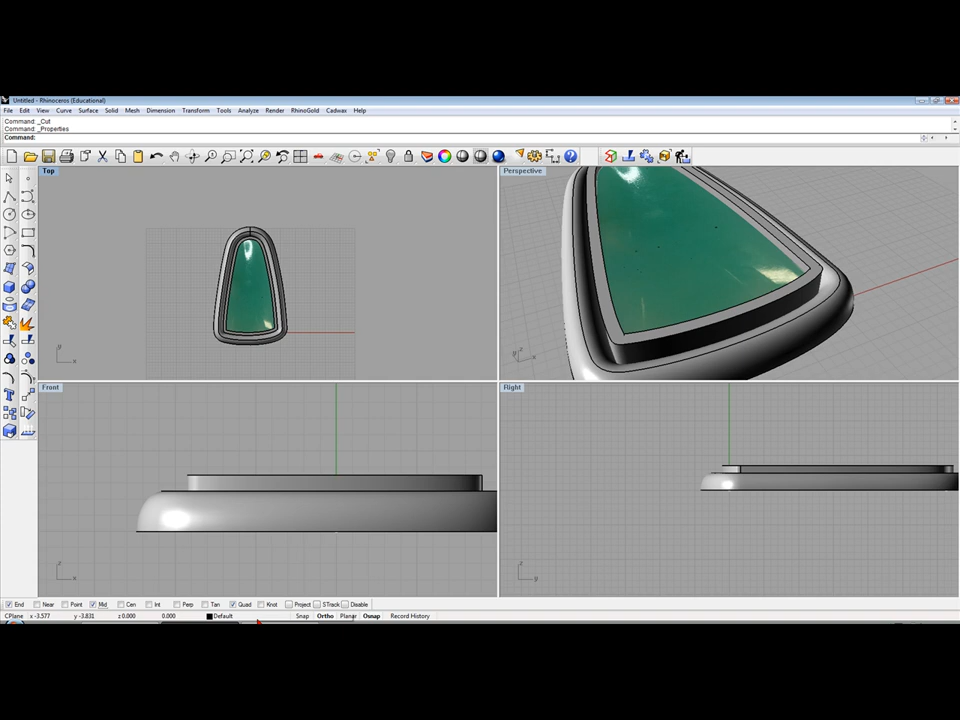 Untitled - Rhinoceros (Educational)
File Edit View Curve Surface Solid Mesh Dimension Transform Tools Analyze Render RhinoGold Cadwax Help
Command: _Cut
Command: _Properties
Command:
Top
Perspective
y
x
z
y
x
Front
Right
z
x
z
y
End Near Point Mid Cen Int Perp Tan Quad Knot Project STrack Disable
CPlane x -3.577 y -3.831 z 0.000 0.000 Default Snap Ortho Planar Osnap Record History